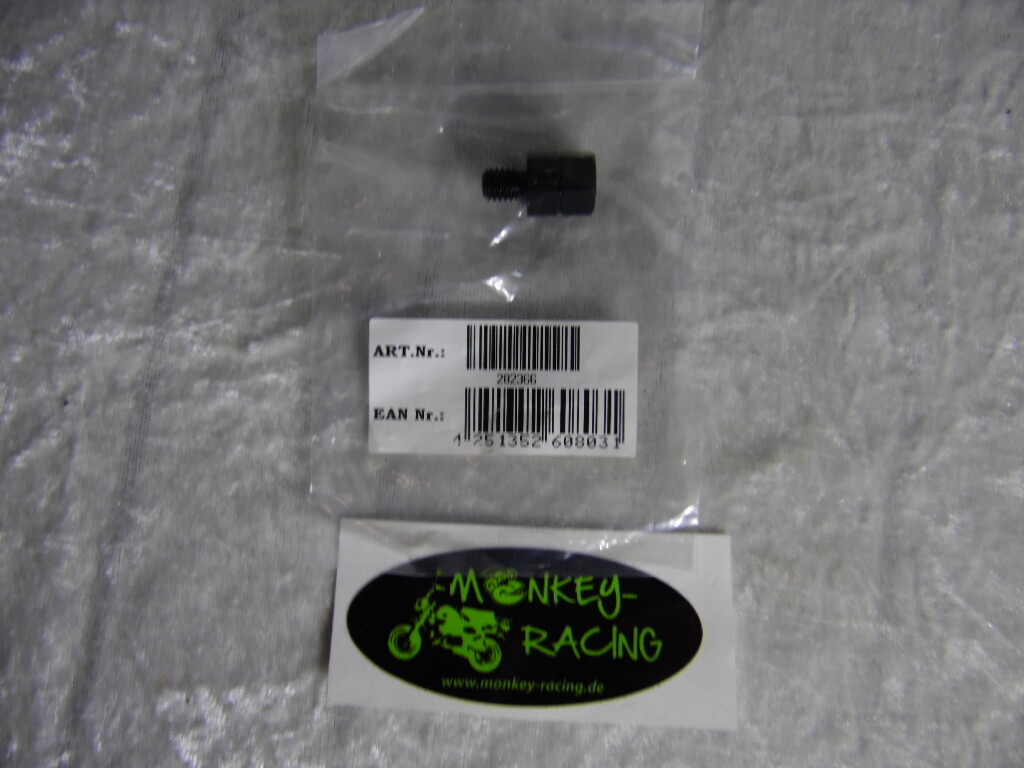 ART.Nr.:
282366
EAN Nr.:
4 251352 608031
MONKEY-
RACING
www.monkey-racing.de